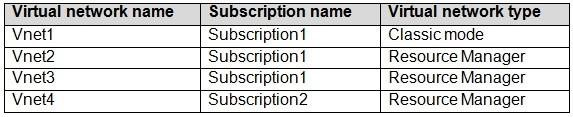 Virtual network name Subscription name Virtual network type
Vnet1 Subscription1 Classic mode
Vnet2 Subscription1 Resource Manager
Vnet3 Subscription1 Resource Manager
Vnet4 Subscription2 Resource Manager